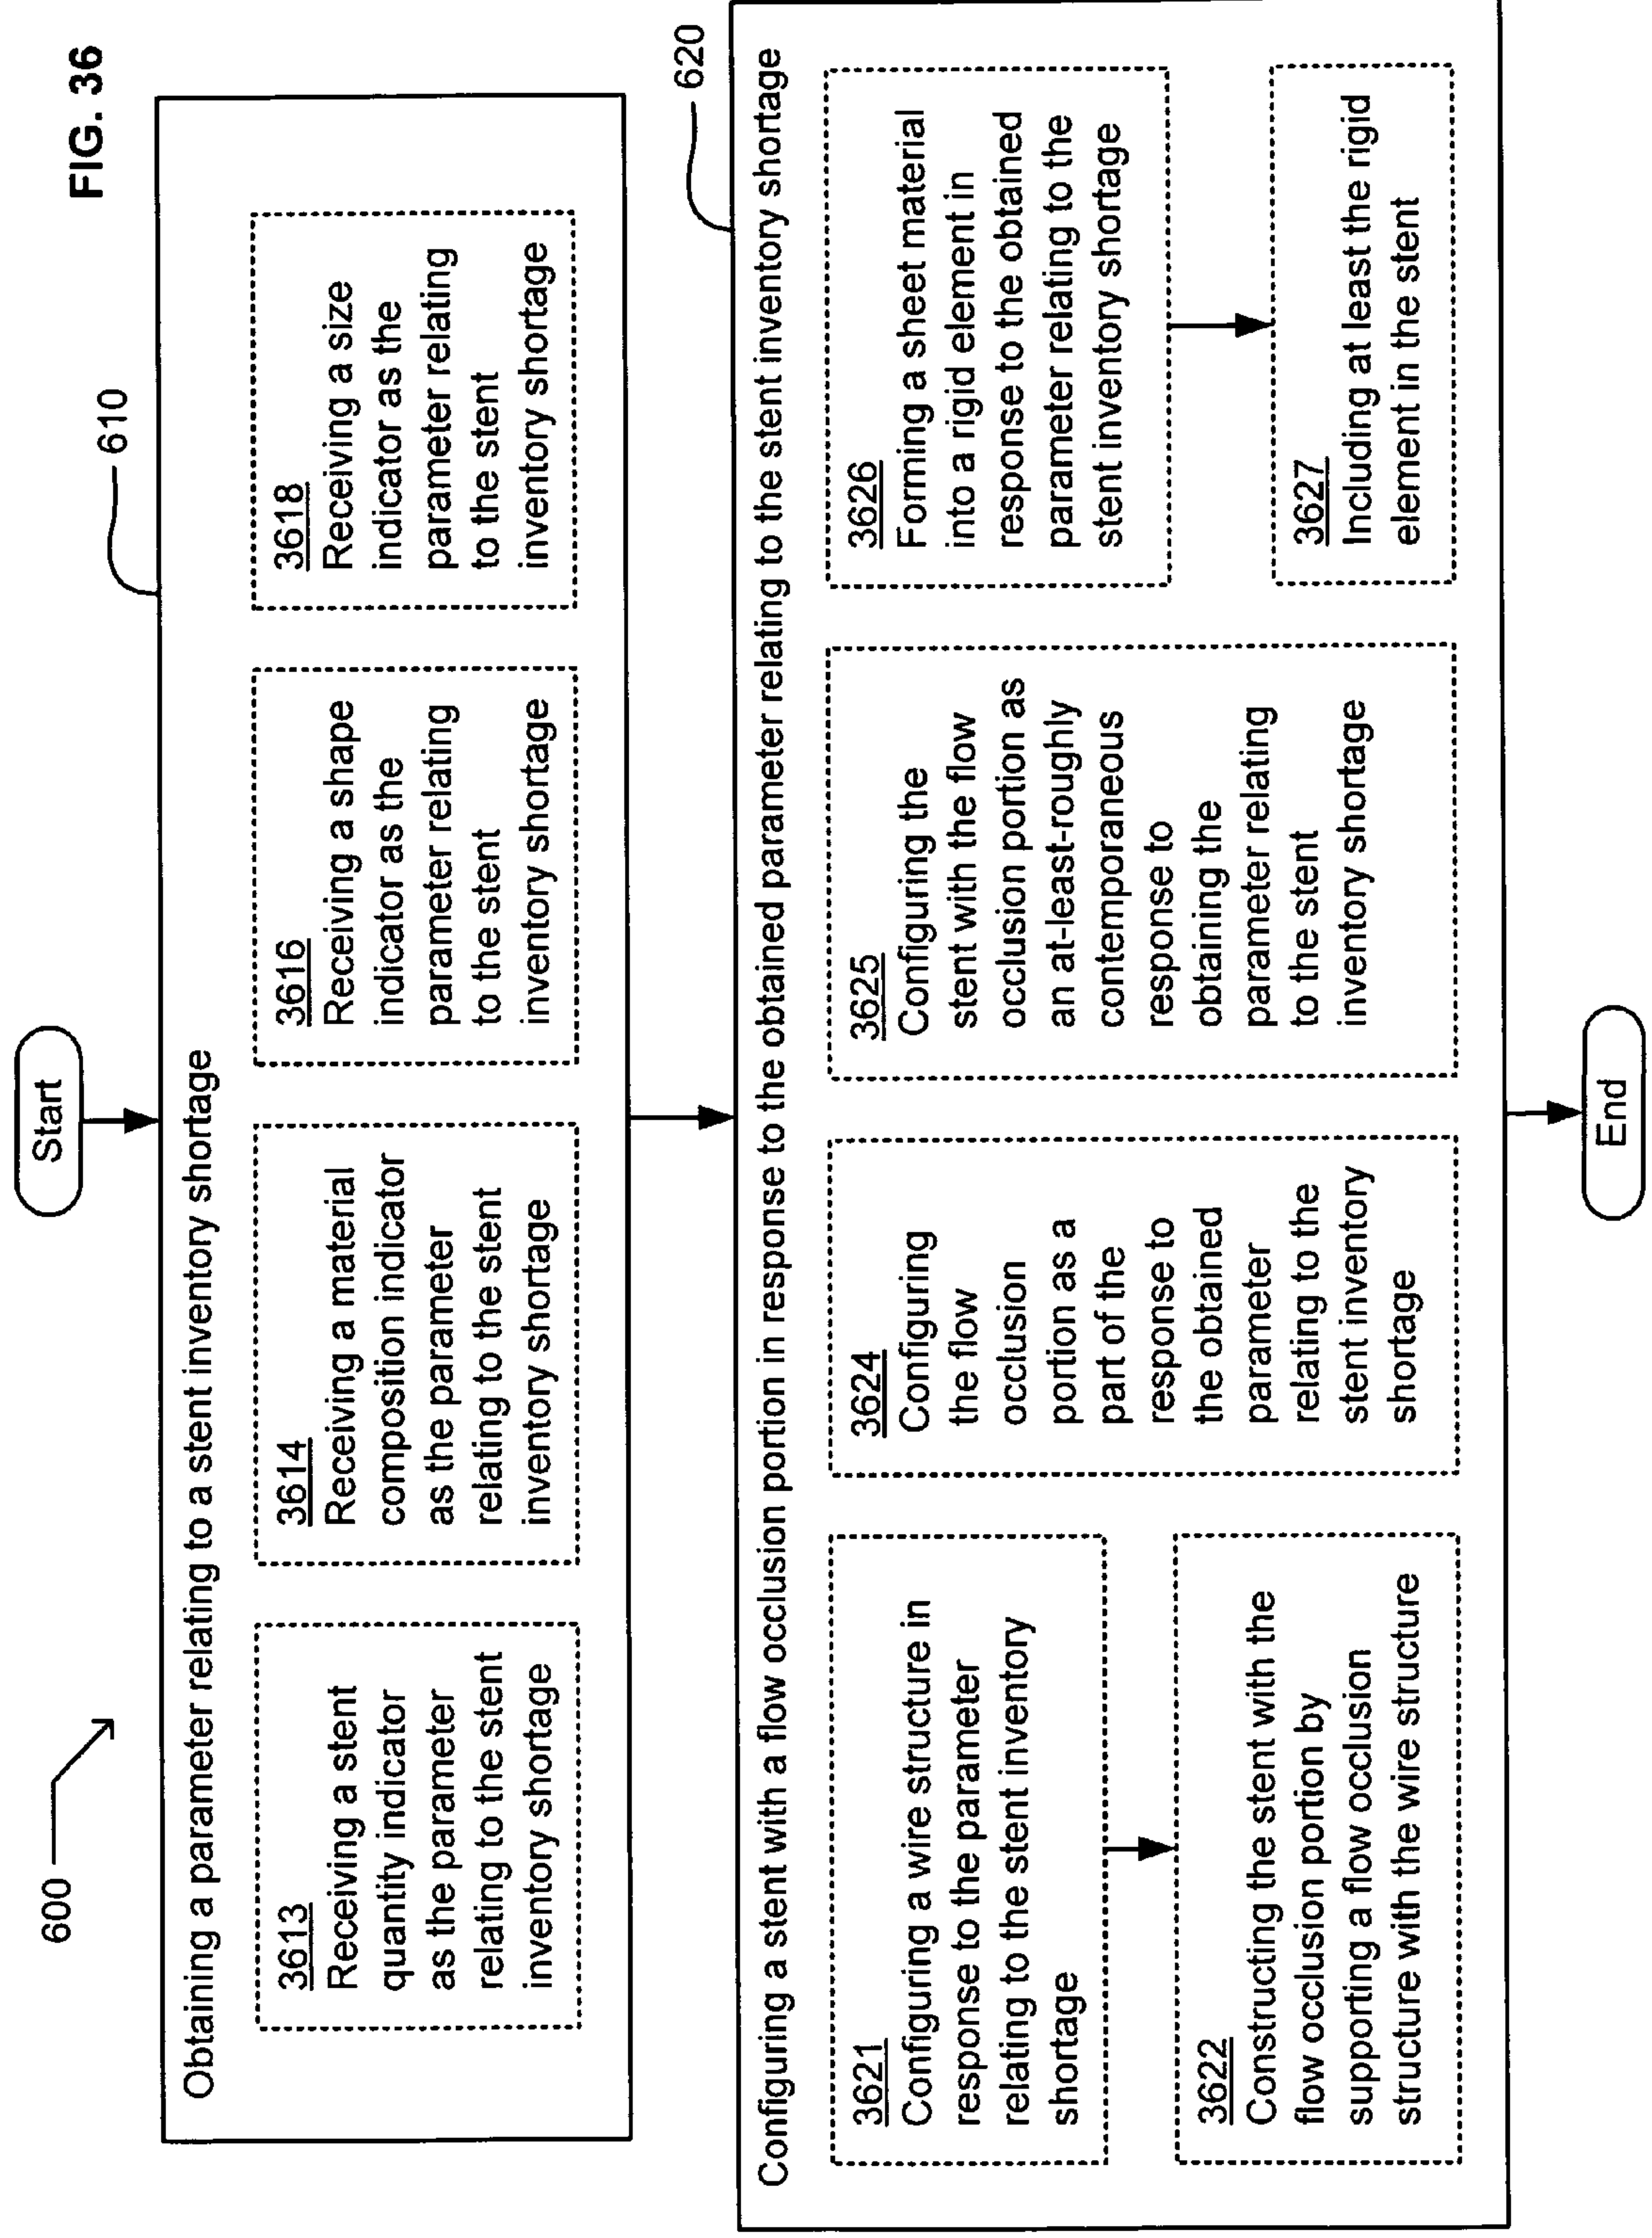 FIG. 36
600
Start
610
Obtaining a parameter relating to a stent inventory shortage
3613
Receiving a stent
quantity indicator
as the parameter
relating to the stent
inventory shortage
3614
Receiving a material
composition indicator
as the parameter
relating to the stent
inventory shortage
3616
Receiving a shape
indicator as the
parameter relating
to the stent
inventory shortage
3618
Receiving a size
indicator as the
parameter relating
to the stent
inventory shortage
620
Configuring a stent with a flow occlusion portion in response to the obtained parameter relating to the stent inventory shortage
3621
Configuring a wire structure in
response to the parameter
relating to the stent inventory
shortage
3622
Constructing the stent with the
flow occlusion portion by
supporting a flow occlusion
structure with the wire structure
3624
Configuring
the flow
occlusion
portion as a
part of the
response to
the obtained
parameter
relating to the
stent inventory
shortage
3625
Configuring the
stent with the flow
occlusion portion as
an at-least-roughly
contemporaneous
response to
obtaining the
parameter relating
to the stent
inventory shortage
3626
Forming a sheet material
into a rigid element in
response to the obtained
parameter relating to the
stent inventory shortage
3627
Including at least the rigid
element in the stent
End